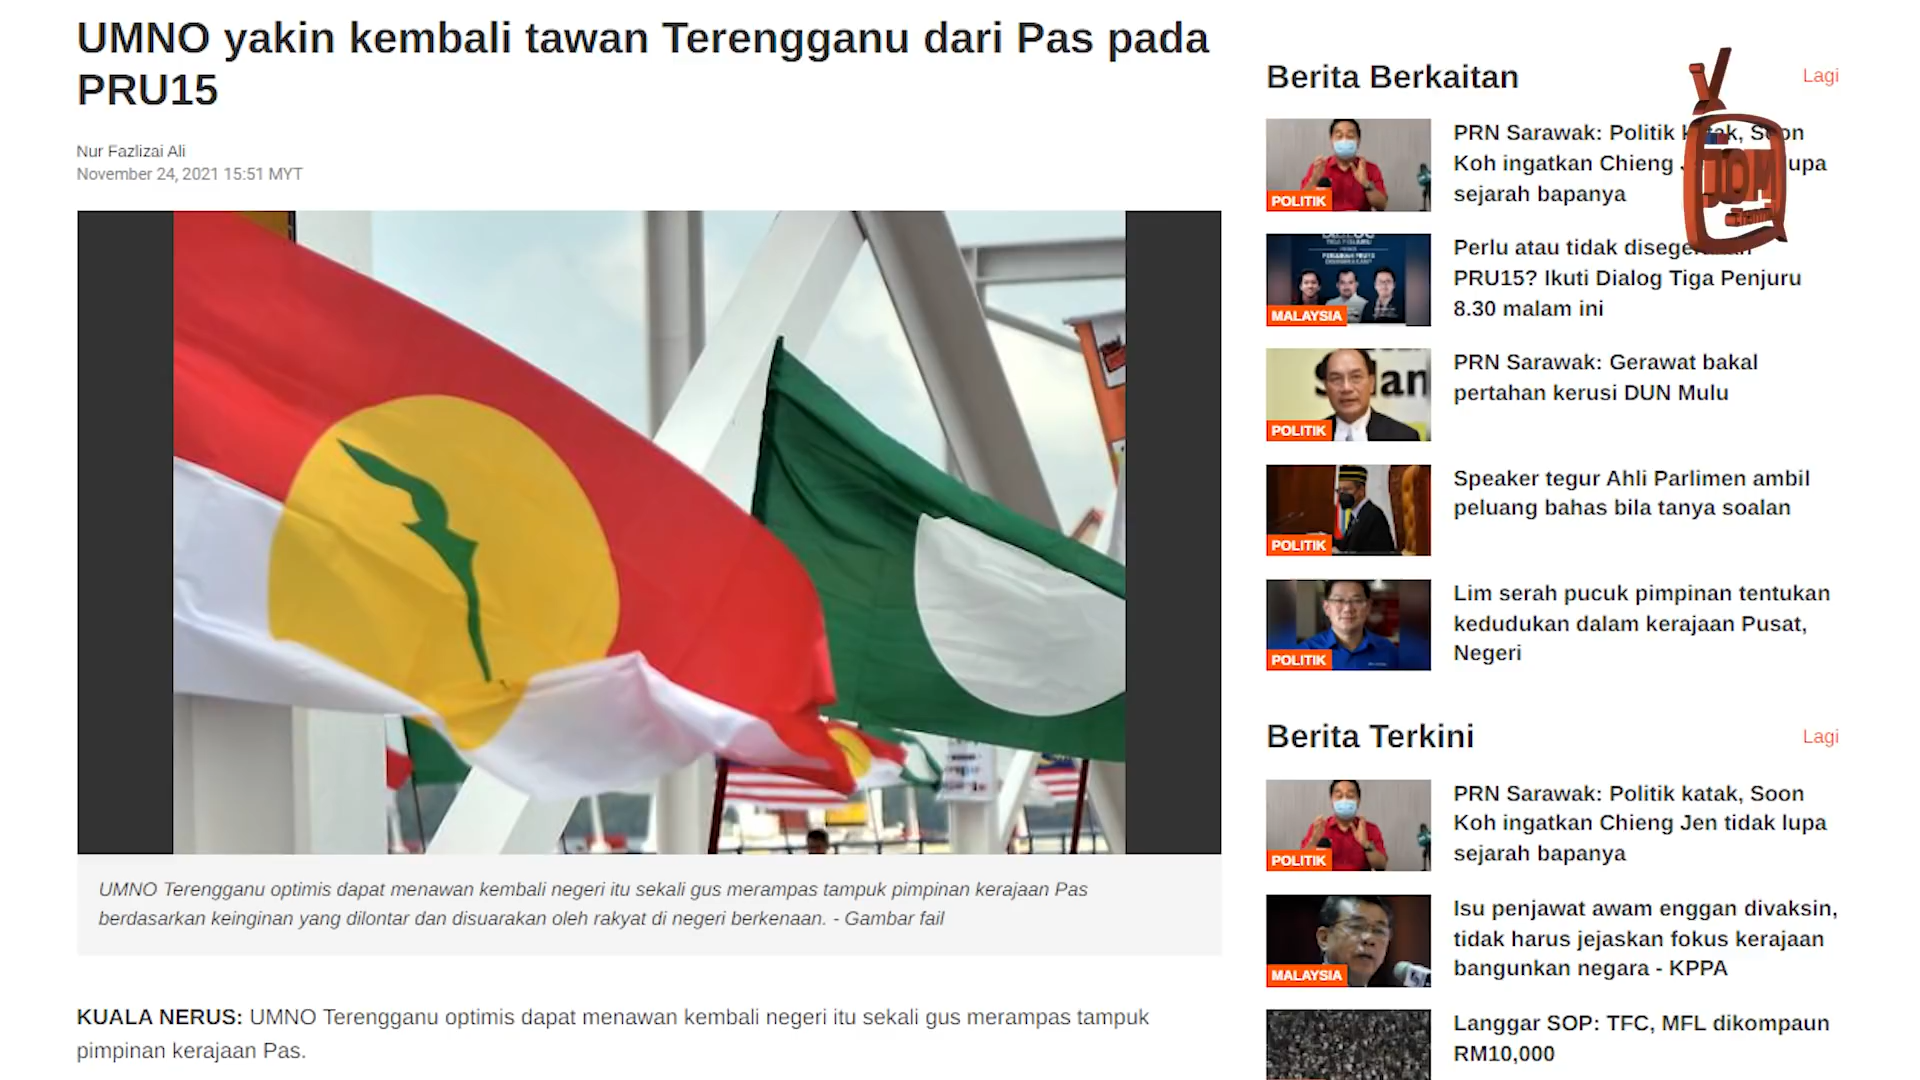 UMNO yakin kembali tawan Terengganu dari Pas pada
PRU15
Nur Fazlizai Ali
November 24, 2021 15:51 MYT
UMNO Terengganu optimis dapat menawan kembali negeri itu sekali gus merampas tampuk pimpinan kerajaan Pas
berdasarkan keinginan yang dilontar dan disuarakan oleh rakyat di negeri berkenaan. - Gambar fail
KUALA NERUS: UMNO Terengganu optimis dapat menawan kembali negeri itu sekali gus merampas tampuk
pimpinan kerajaan Pas.
Berita Berkaitan
Lagi
POLITIK
PRN Sarawak: Politik katak, Soon
Koh ingatkan Chieng lupa
sejarah bapanya
JOM
channel
MALAYSIA
Perlu atau tidak disegerakan
PRU15? Ikuti Dialog Tiga Penjuru
8.30 malam ini
POLITIK
PRN Sarawak: Gerawat bakal
pertahan kerusi DUN Mulu
POLITIK
Speaker tegur Ahli Parlimen ambil
peluang bahas bila tanya soalan
POLITIK
Lim serah pucuk pimpinan tentukan
kedudukan dalam kerajaan Pusat,
Negeri
Berita Terkini
Lagi
POLITIK
PRN Sarawak: Politik katak, Soon
Koh ingatkan Chieng Jen tidak lupa
sejarah bapanya
MALAYSIA
Isu penjawat awam enggan divaksin,
tidak harus jejaskan fokus kerajaan
bangunkan negara - KPPA
Langgar SOP: TFC, MFL dikompaun
RM10,000